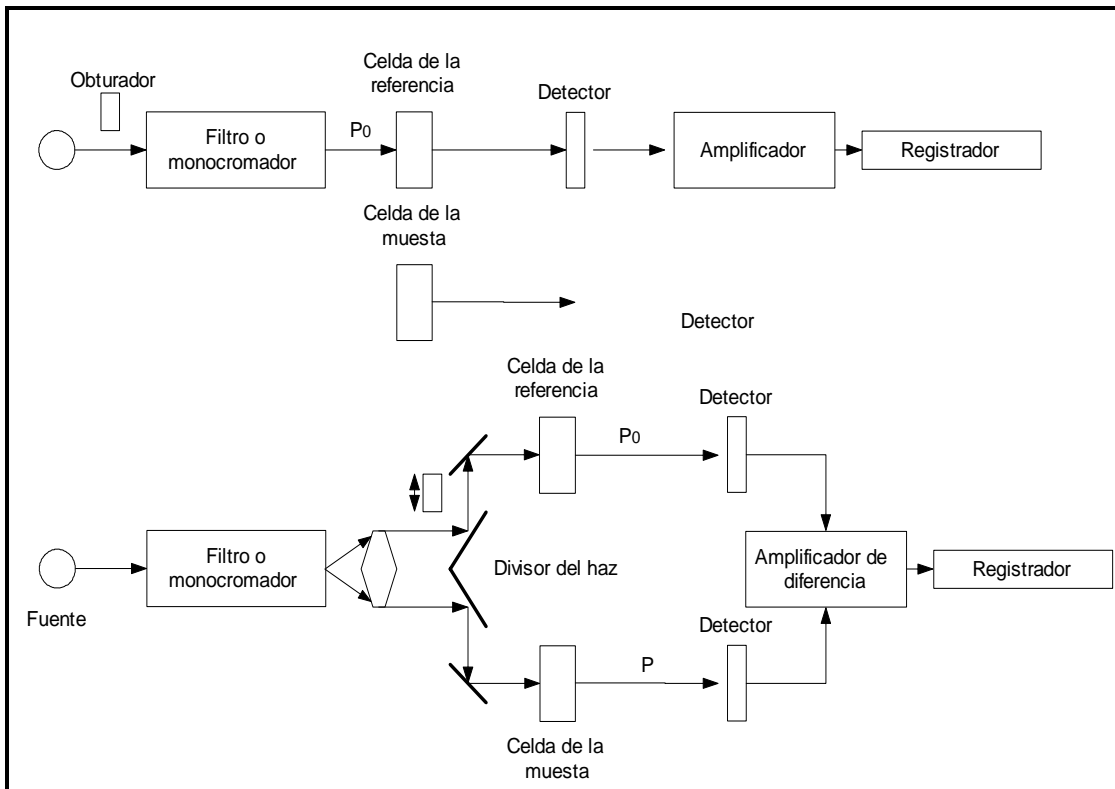 Celda de la
referencia
Obturador
Detector
Filtro o
monocromador
P0
Amplificador
Registrador
Celda de la
muesta
Detector
Celda de la
referencia
Detector
P0
Filtro o
monocromador
Divisor del haz
Amplificador de
diferencia
Registrador
Fuente
Detector
P
Celda de la
muesta